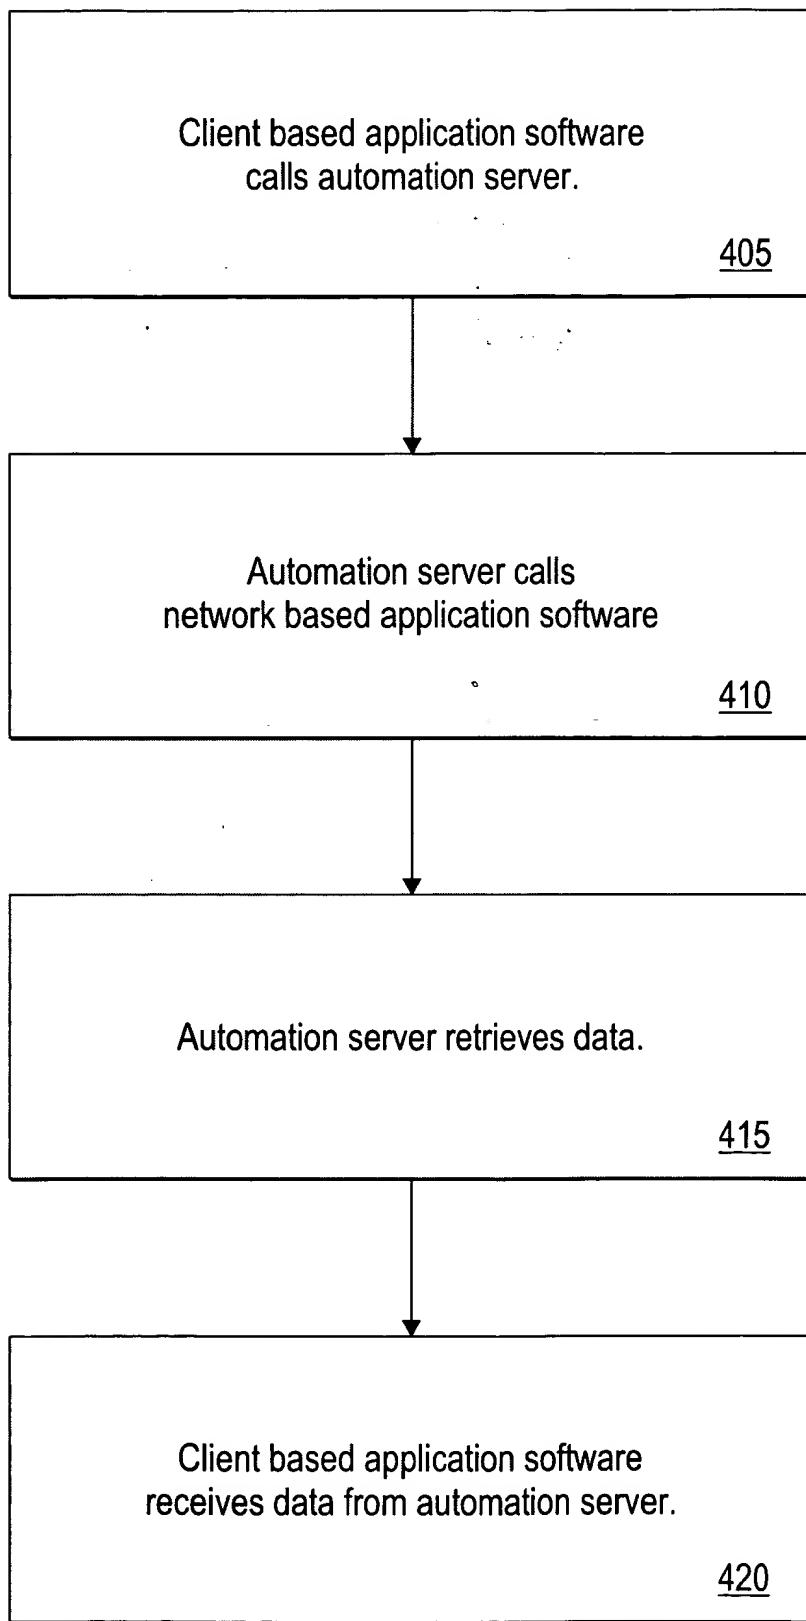 Client based application software
calls automation server.
405
Automation server calls
network based application software
410
Automation server retrieves data.
415
Client based application software
receives data from automation server.
420